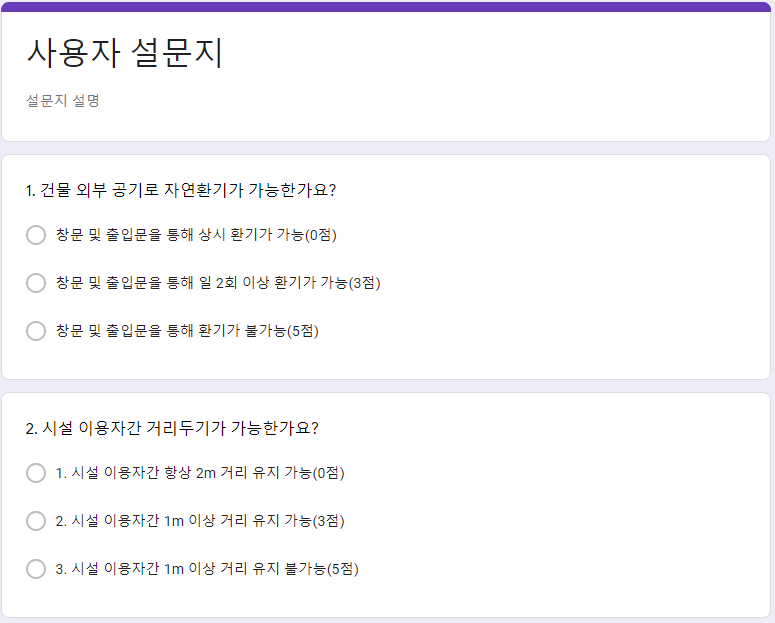 사용자 설문지
설문지 설명
1. 건물 외부 공기로 자연환기가 가능한가요?
창문 및 출입문을 통해 상시 환기가 가능(0점)
창문 및 출입문을 통해 일 2회 이상 환기가 가능(3점)
창문 및 출입문을 통해 환기가 불가능(5점)
2. 시설 이용자간 거리두기가 가능한가요?
1. 시설 이용자간 항상 2m 거리 유지 가능(0점)
2. 시설 이용자간 1m 이상 거리 유지 가능(3점)
3. 시설 이용자간 1m 이상 거리 유지 불가능(5점)